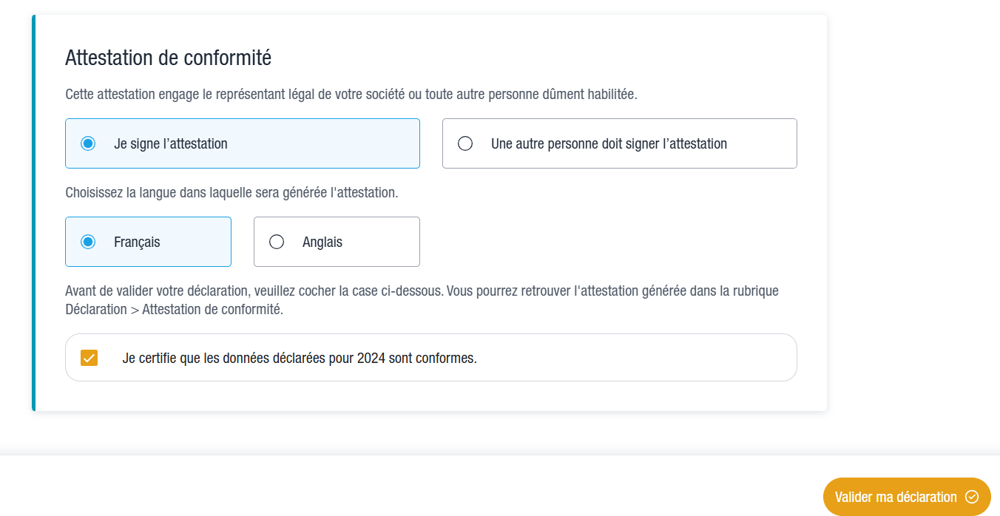 Attestation de conformité
Cette attestation engage le représentant légal de votre société ou toute autre personne dûment habilitée.
Je signe l’attestation
Une autre personne doit signer l’attestation
Choisissez la langue dans laquelle sera générée l'attestation.
Français
Anglais
Avant de valider votre déclaration, veuillez cocher la case ci-dessous. Vous pourrez retrouver l'attestation générée dans la rubrique
Déclaration > Attestation de conformité.
Je certifie que les données déclarées pour 2024 sont conformes.
Valider ma déclaration